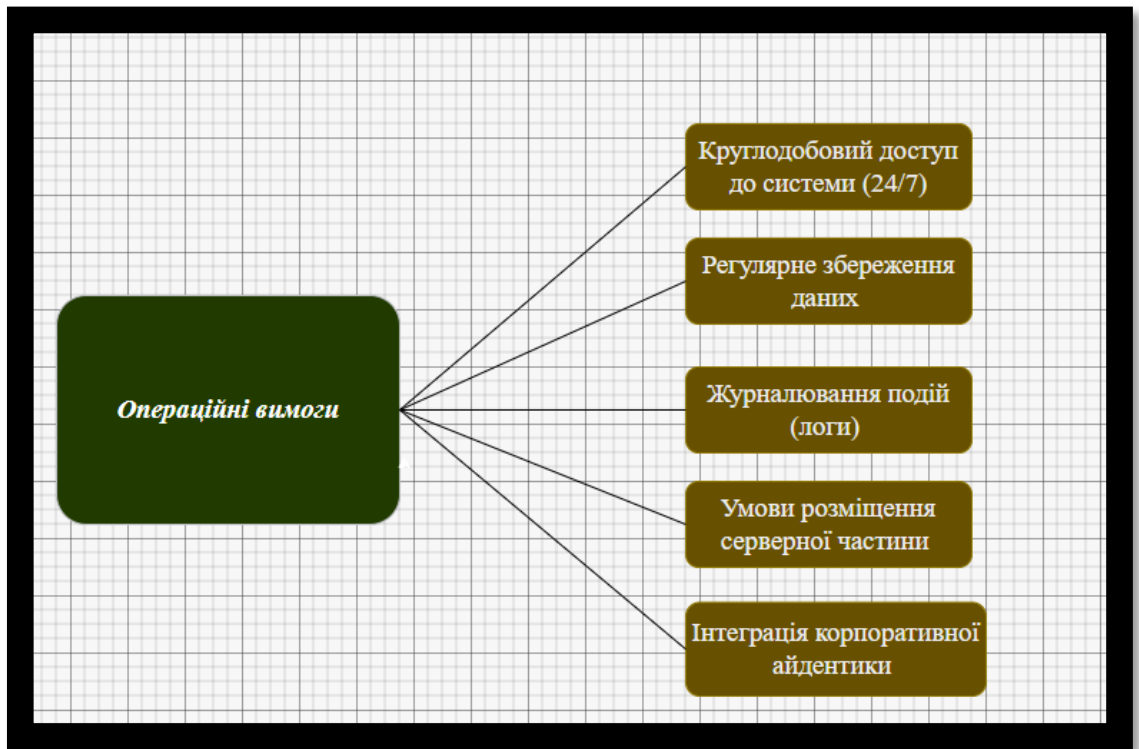 Круглодобовий доступ
до системи (24/7)
Регулярне збереження
даних
Операційні вимоги
Журналювання подій
(логи)
Умови розміщення
серверної частини
Інтеграція корпоративної
айдентики